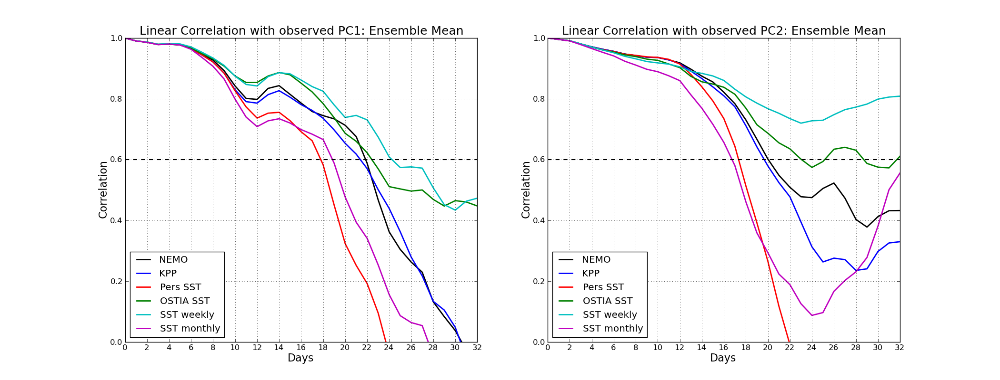 Linear Correlation with observed PC1: Ensemble Mean
1.0
0.8
0.6
0.4
0.2
0.0
Correlation
NEMO
KPP
Pers SST
OSTIA SST
SST weekly
SST monthly
0 2 4 6 8 10 12 14 16 18 20 22 24 26 28 30 32
Days
Linear Correlation with observed PC2: Ensemble Mean
1.0
0.8
0.6
0.4
0.2
0.0
Correlation
NEMO
KPP
Pers SST
OSTIA SST
SST weekly
SST monthly
0 2 4 6 8 10 12 14 16 18 20 22 24 26 28 30 32
Days